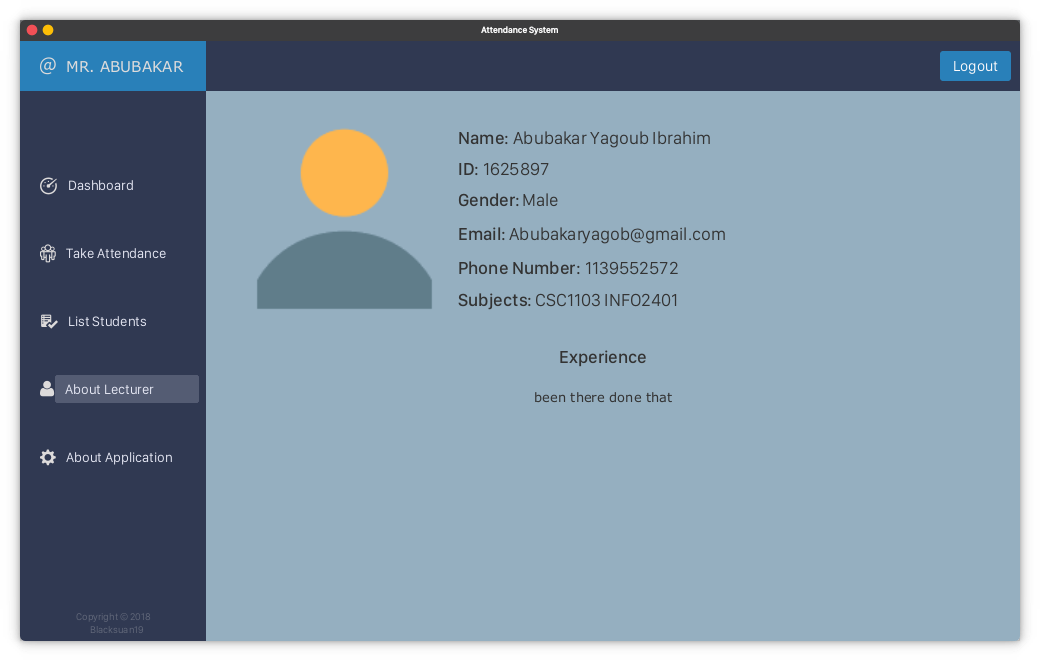 Attendance System
@ MR. ABUBAKAR
Logout
Dashboard
Take Attendance
List Students
About Lecturer
About Application
Copyright © 2018
Blacksuan19
Name: Abubakar Yagoub Ibrahim
ID: 1625897
Gender: Male
Email: Abubakaryagob@gmail.com
Phone Number: 1139552572
Subjects: CSC1103 INFO2401
Experience
been there done that